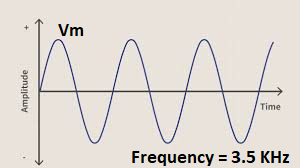 +
Vm
Amplitude
Time
-
Frequency = 3.5 KHz